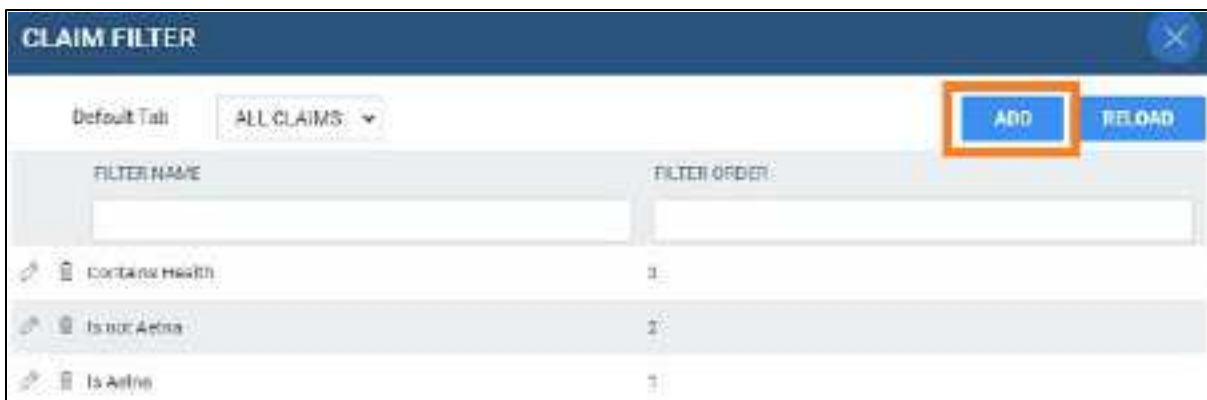 CLAIM FILTER
Default Tab ALL CLAIMS ADD RELOAD
FILTER NAME FILTER ORDER
Contains Health 3
Is not Aetna 2
Is Aetna 1